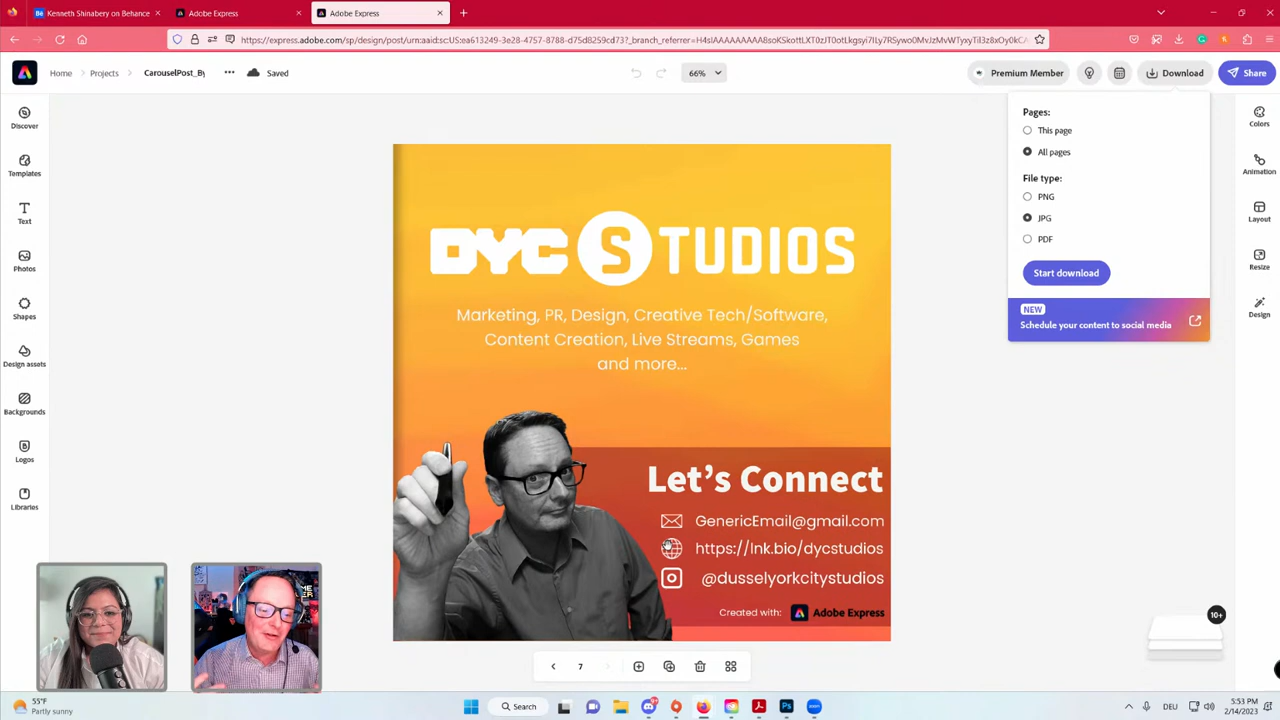 Kenneth Shinabery on Behance
Adobe Express
Adobe Express
Home
Projects
CarouselPost_By
Saved
66%
Premium Member
Download
Share
Discover
Templates
Text
Photos
Shapes
Design assets
Backgrounds
Logos
Libraries
DYC STUDIOS
Marketing, PR, Design, Creative Tech/Software,
Content Creation, Live Streams, Games
and more...
Let's Connect
GenericEmail@gmail.com
https://lnk.bio/dycstudios
@dusselyorkcitystudios
Created with: Adobe Express
Pages:
This page
All pages
File type:
PNG
JPG
PDF
Start download
NEW
Schedule your content to social media
Colors
Animation
Layout
Resize
Design
10+
7
55°F
Partly sunny
Search
DEU
5:53 PM
2/14/2023